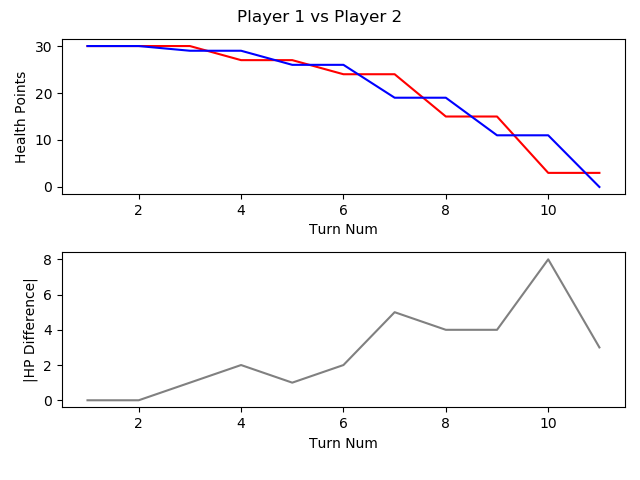 Player 1 vs Player 2
30
20
10
0
Health Points
2 4 6 8 10
Turn Num
8
6
4
2
0
|HP Difference|
2 4 6 8 10
Turn Num